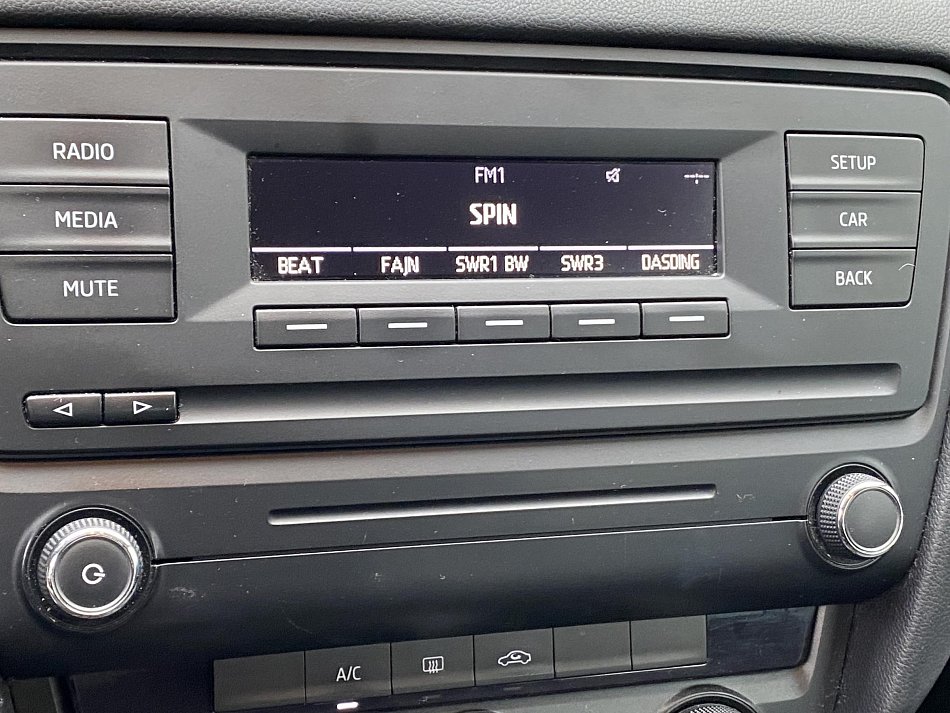 RADIO
MEDIA
MUTE
FM1
SPIN
BEAT FAJN SWR1 BW SWR3 DASDING
SETUP
CAR
BACK
A/C